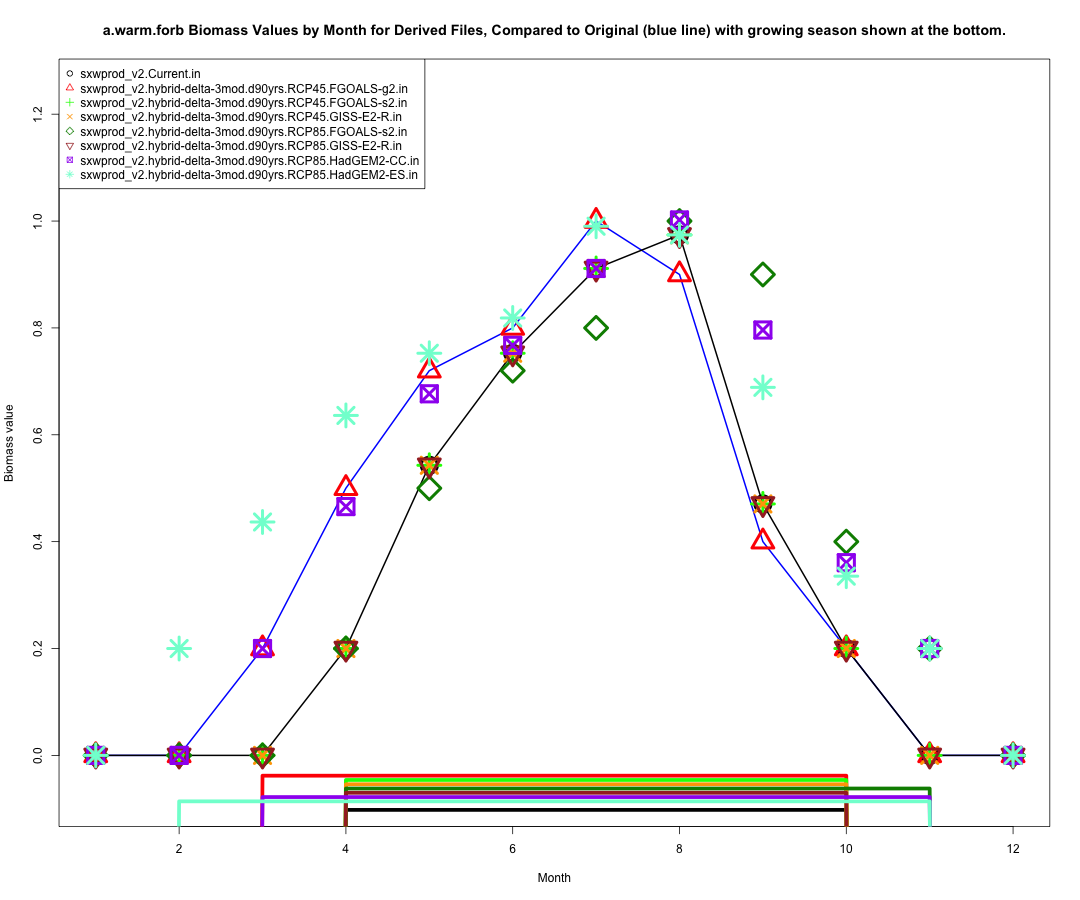 a.warm.forb Biomass Values by Month for Derived Files, Compared to Original (blue line) with growing season shown at the bottom.
sxwprod_v2.Current.in
sxwprod_v2.hybrid-delta-3mod.d90yrs.RCP45.FGOALS-g2.in
sxwprod_v2.hybrid-delta-3mod.d90yrs.RCP45.FGOALS-s2.in
sxwprod_v2.hybrid-delta-3mod.d90yrs.RCP45.GISS-E2-R.in
sxwprod_v2.hybrid-delta-3mod.d90yrs.RCP85.FGOALS-s2.in
sxwprod_v2.hybrid-delta-3mod.d90yrs.RCP85.GISS-E2-R.in
sxwprod_v2.hybrid-delta-3mod.d90yrs.RCP85.HadGEM2-CC.in
sxwprod_v2.hybrid-delta-3mod.d90yrs.RCP85.HadGEM2-ES.in
1.2
1.0
0.8
0.6
0.4
0.2
0.0
Biomass value
2 4 6 8 10 12
Month